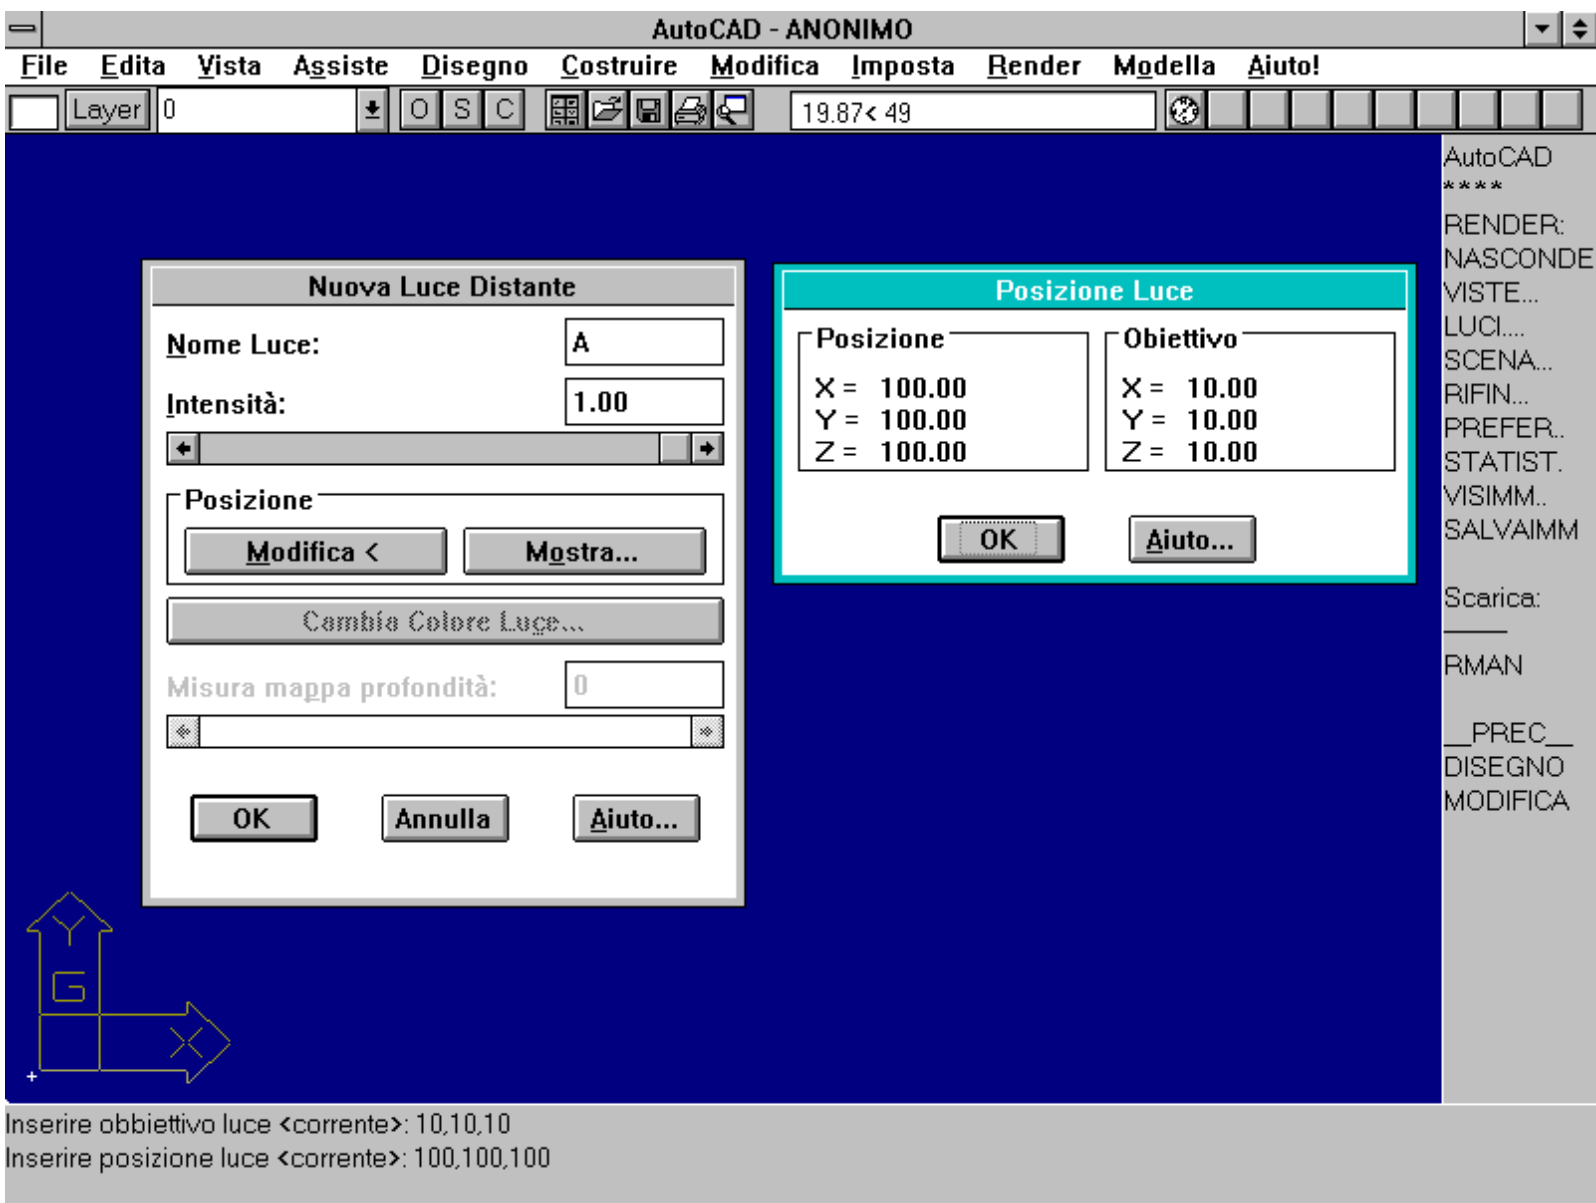 AutoCAD - ANONIMO
File Edita Vista Assiste Disegno Costruire Modifica Imposta Render Modella Aiuto!
Layer 0 O S C 19.87< 49
Nuova Luce Distante
Nome Luce: A
Intensità: 1.00
Posizione
Modifica < Mostra...
Cambia Colore Luce...
Misura mappa profondità: 0
OK Annulla Aiuto...
Posizione Luce
Posizione
X = 100.00
Y = 100.00
Z = 100.00
Obiettivo
X = 10.00
Y = 10.00
Z = 10.00
OK Aiuto...
AutoCAD
****
RENDER:
NASCONDE
VISTE...
LUCI....
SCENA...
RIFIN...
PREFER..
STATIST.
VISIMM..
SALVAIMM
Scarica:
RMAN
__PREC__
DISEGNO
MODIFICA
Y
G
X
Inserire obbiettivo luce <corrente>: 10,10,10
Inserire posizione luce <corrente>: 100,100,100